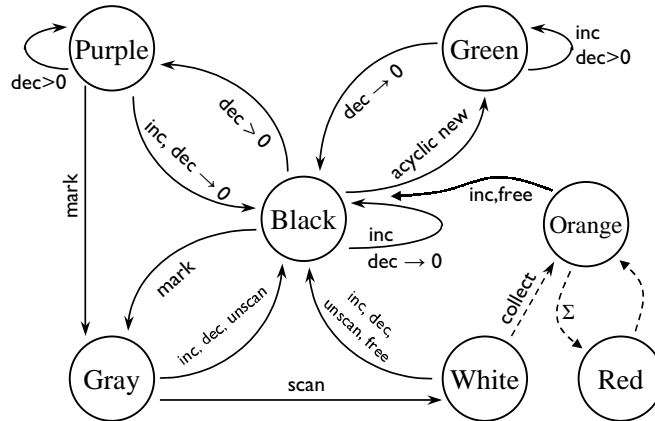 Purple
Green
inc
dec>0
dec>0
dec → 0
dec > 0
inc, dec → 0
acyclic new
mark
Black
inc,free
Orange
inc
dec → 0
mark
inc, dec, unscan
inc, dec,
unscan, free
collect
Σ
Gray
scan
White
Red